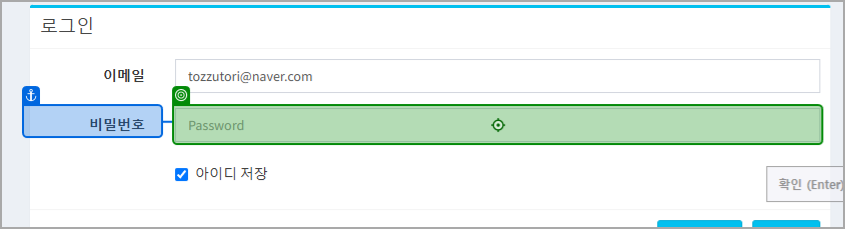 로그인
이메일 tozzutori@naver.com
비밀번호 Password
아이디 저장
확인 (Enter)